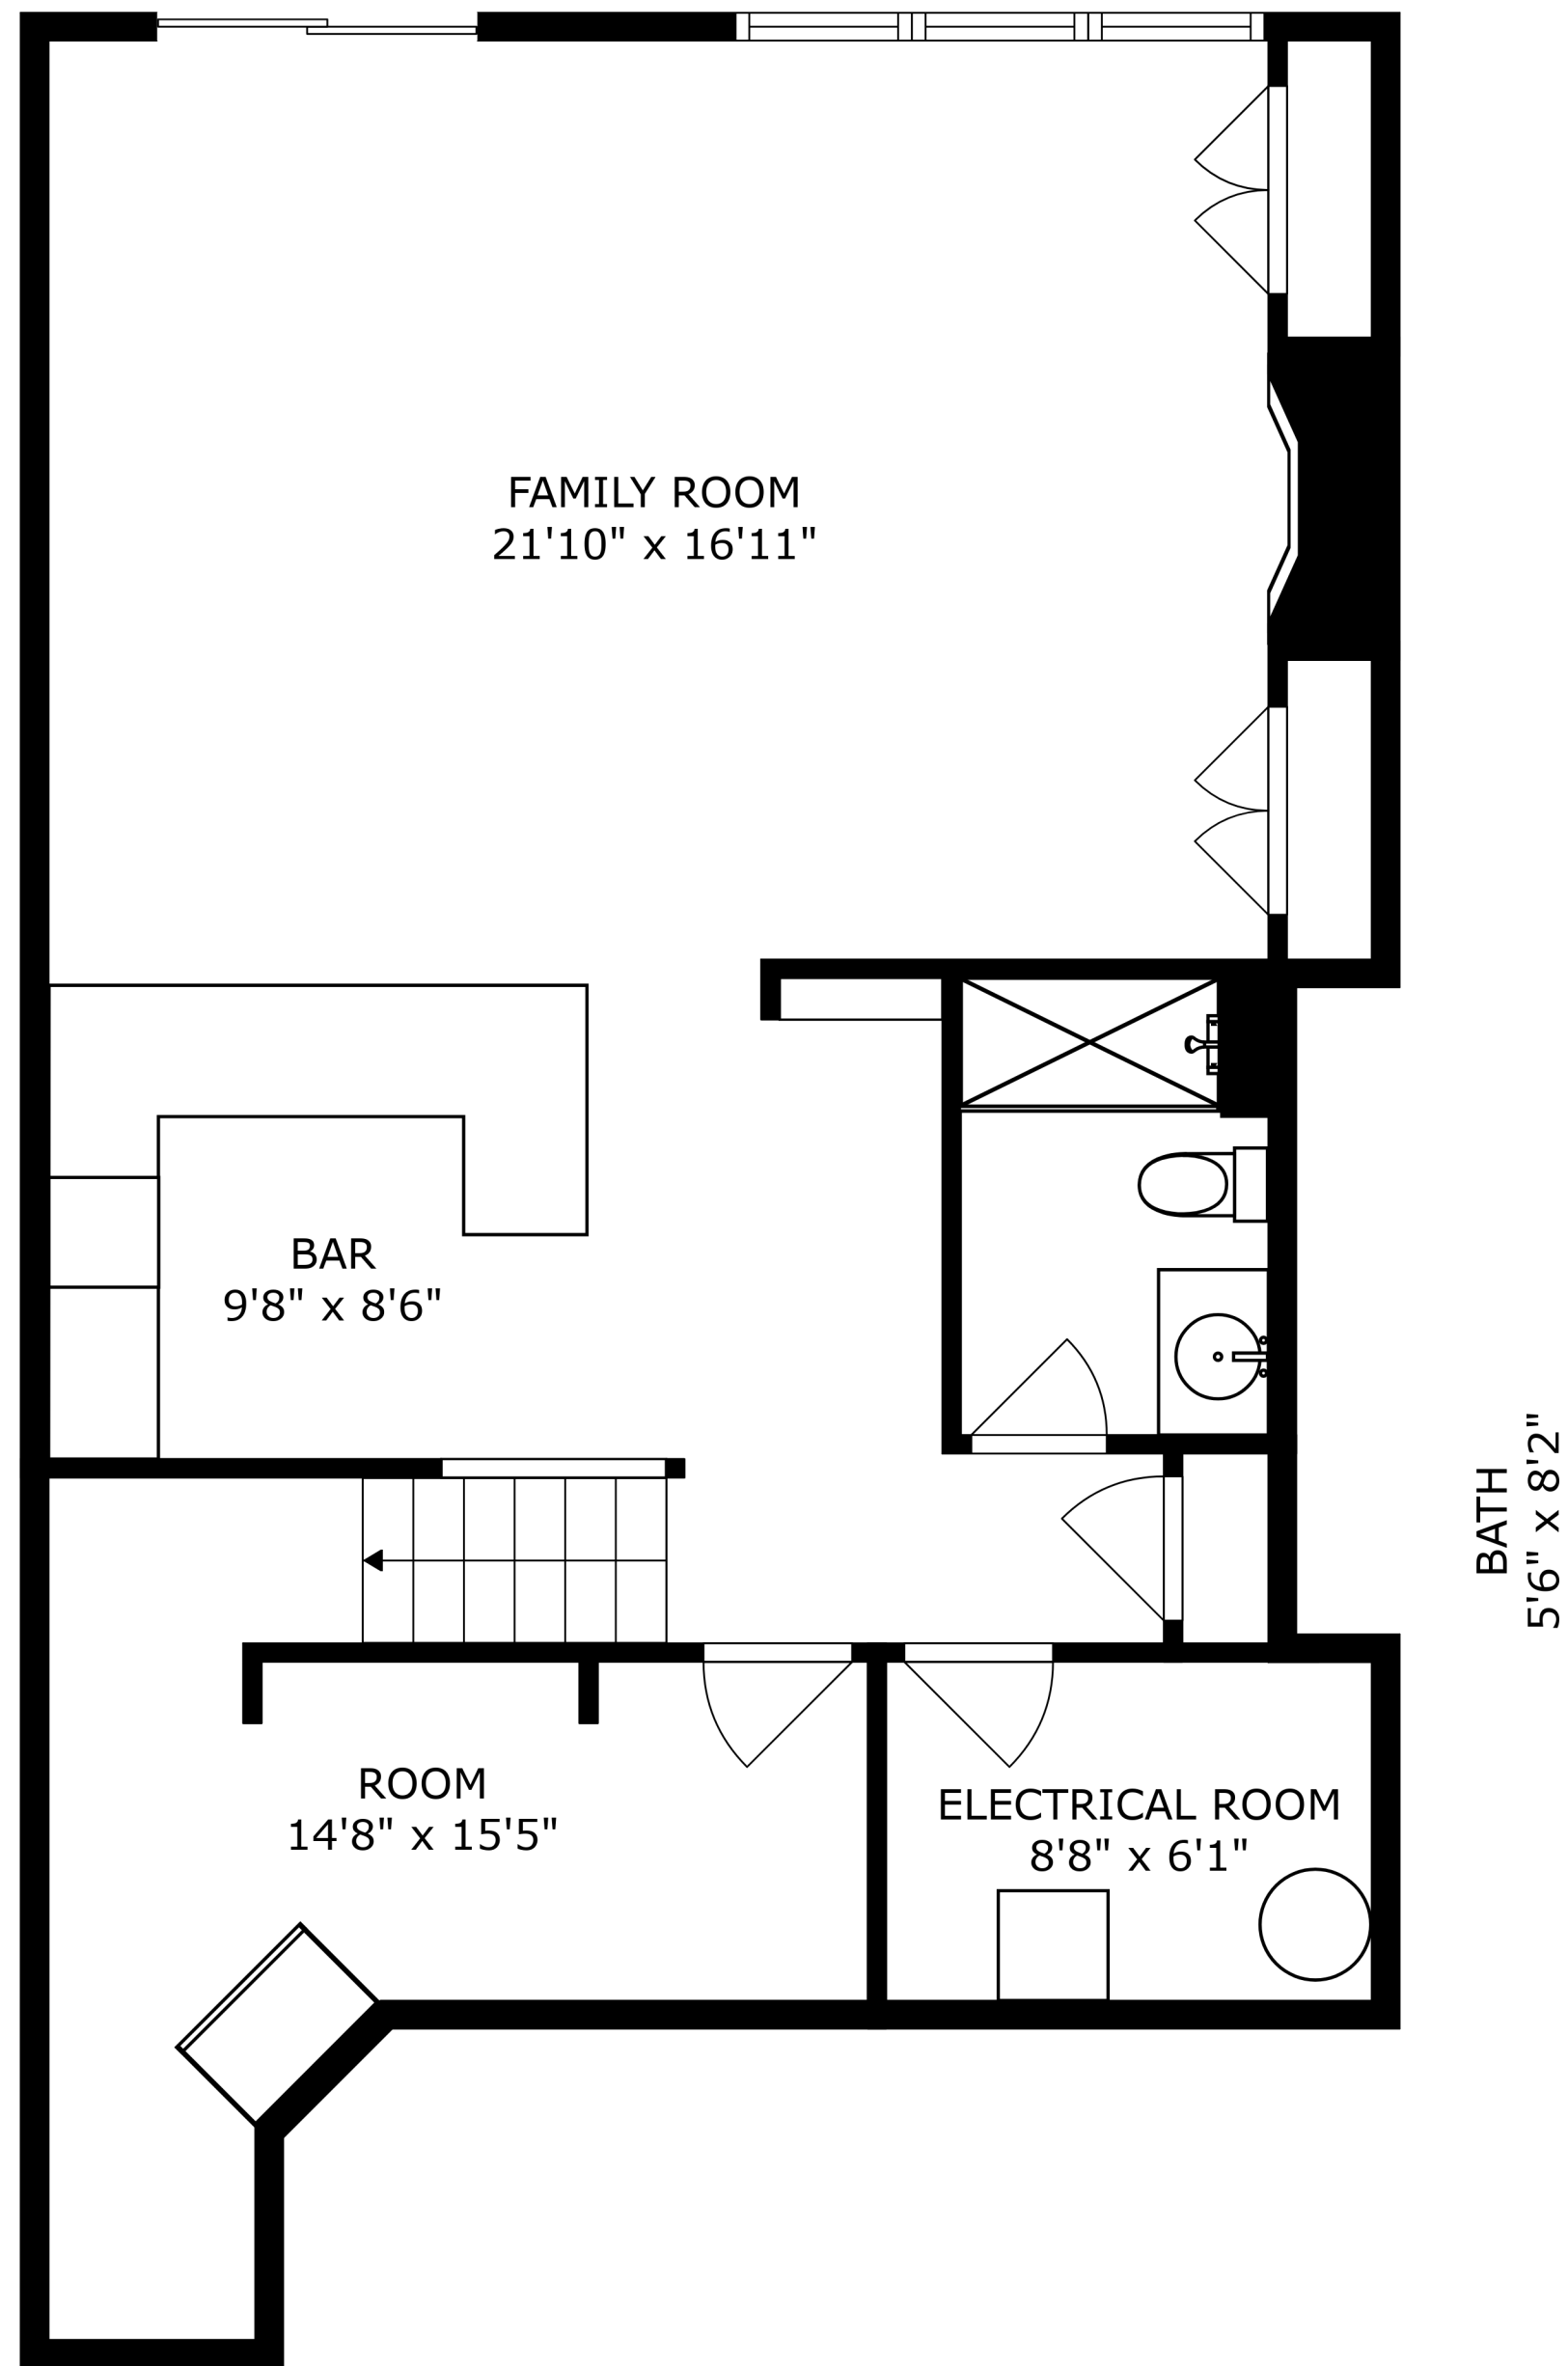 FAMILY ROOM
21'10" x 16'11"
BAR
9'8" x 8'6"
BATH
5'6" x 8'2"
ROOM
14'8" x 15'5"
ELECTRICAL ROOM
8'8" x 6'1"